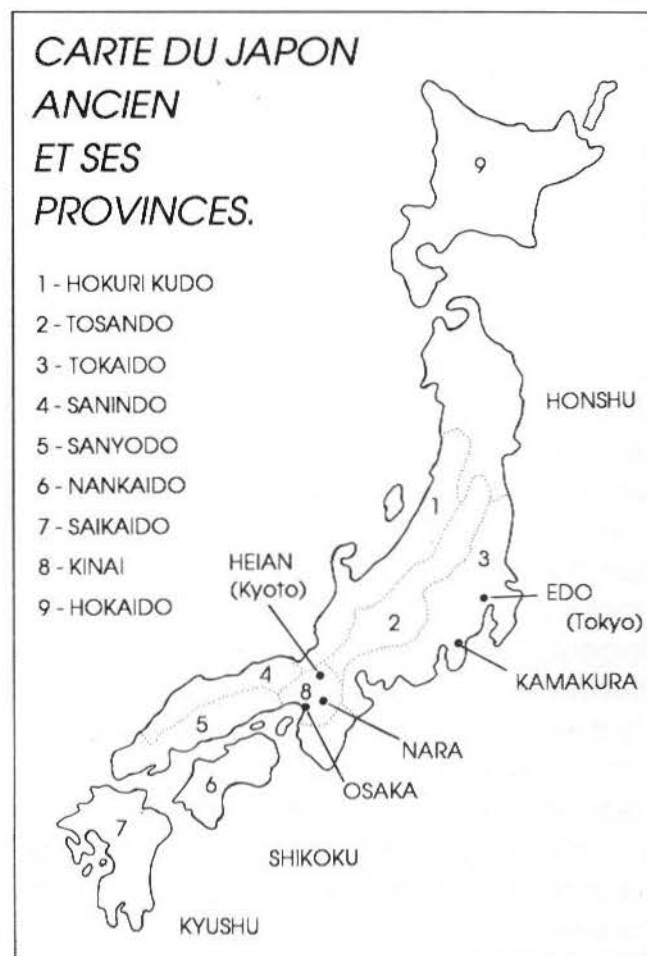 CARTE DU JAPON
ANCIEN
ET SES
PROVINCES.
1 - HOKURI KUDO
2 - TOSANDO
3 - TOKAIDO
4 - SANINDO
5 - SANYODO
6 - NANKAIDO
7 - SAIKAIDO
8 - KINAI
9 - HOKAIDO
9
HONSHU
1
3
HEIAN
(Kyoto)
2
EDO
(Tokyo)
4
8
KAMAKURA
5
NARA
6
OSAKA
7
SHIKOKU
KYUSHU